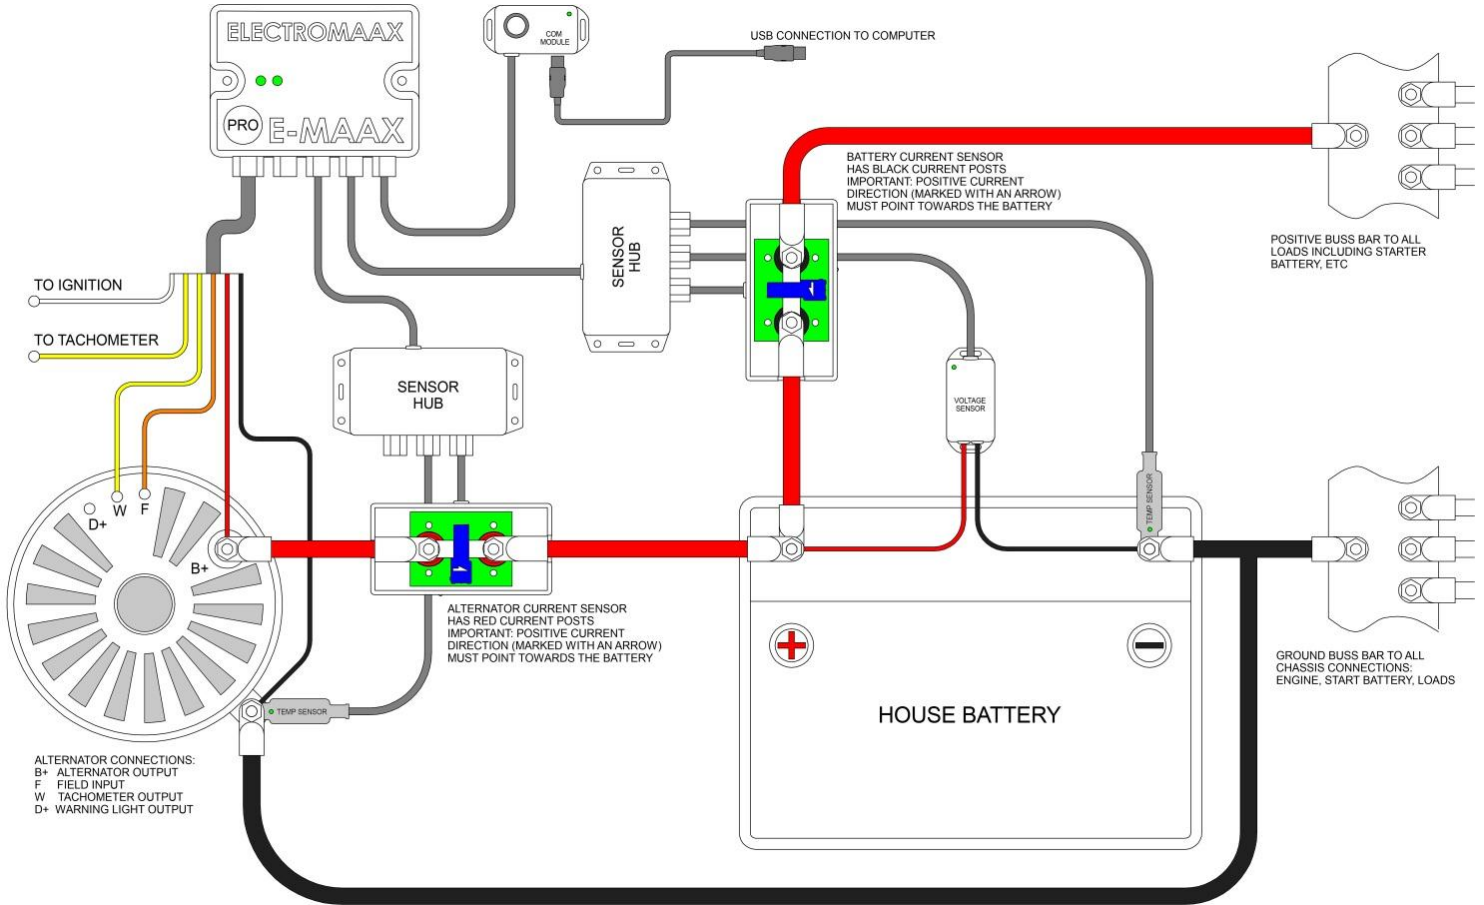 ELECTROMAAX
PRO E-MAAX
COM
MODULE
USB CONNECTION TO COMPUTER
BATTERY CURRENT SENSOR
HAS BLACK CURRENT POSTS
IMPORTANT: POSITIVE CURRENT
DIRECTION (MARKED WITH AN ARROW)
MUST POINT TOWARDS THE BATTERY
POSITIVE BUSS BAR TO ALL
LOADS INCLUDING STARTER
BATTERY, ETC
SENSOR
HUB
TO IGNITION
TO TACHOMETER
SENSOR
HUB
VOLTAGE
SENSOR
TEMP SENSOR
D+
W
F
B+
ALTERNATOR CURRENT SENSOR
HAS RED CURRENT POSTS
IMPORTANT: POSITIVE CURRENT
DIRECTION (MARKED WITH AN ARROW)
MUST POINT TOWARDS THE BATTERY
GROUND BUSS BAR TO ALL
CHASSIS CONNECTIONS:
ENGINE, START BATTERY, LOADS
TEMP SENSOR
HOUSE BATTERY
ALTERNATOR CONNECTIONS:
B+ ALTERNATOR OUTPUT
F FIELD INPUT
W TACHOMETER OUTPUT
D+ WARNING LIGHT OUTPUT